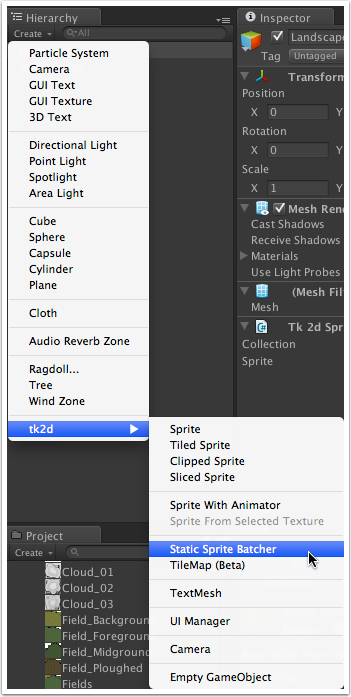 Hierarchy
Create
All
Particle System
Camera
GUI Text
GUI Texture
3D Text
Directional Light
Point Light
Spotlight
Area Light
Cube
Sphere
Capsule
Cylinder
Plane
Cloth
Audio Reverb Zone
Ragdoll...
Tree
Wind Zone
tk2d
Sprite
Tiled Sprite
Clipped Sprite
Sliced Sprite
Sprite With Animator
Sprite From Selected Texture
Static Sprite Batcher
TileMap (Beta)
TextMesh
UI Manager
Camera
Empty GameObject
Inspector
Landscape
Tag Untagged
Transform
Position
X 0 Y
Rotation
X 0 Y
Scale
X 1 Y
Mesh Rend
Cast Shadows
Receive Shadows
Materials
Use Light Probes
(Mesh Filt
Mesh
Tk 2d Spr
Collection
Sprite
Project
Create
Cloud_01
Cloud_02
Cloud_03
Field_Background
Field_Foreground
Field_Midground
Field_Ploughed
Fields